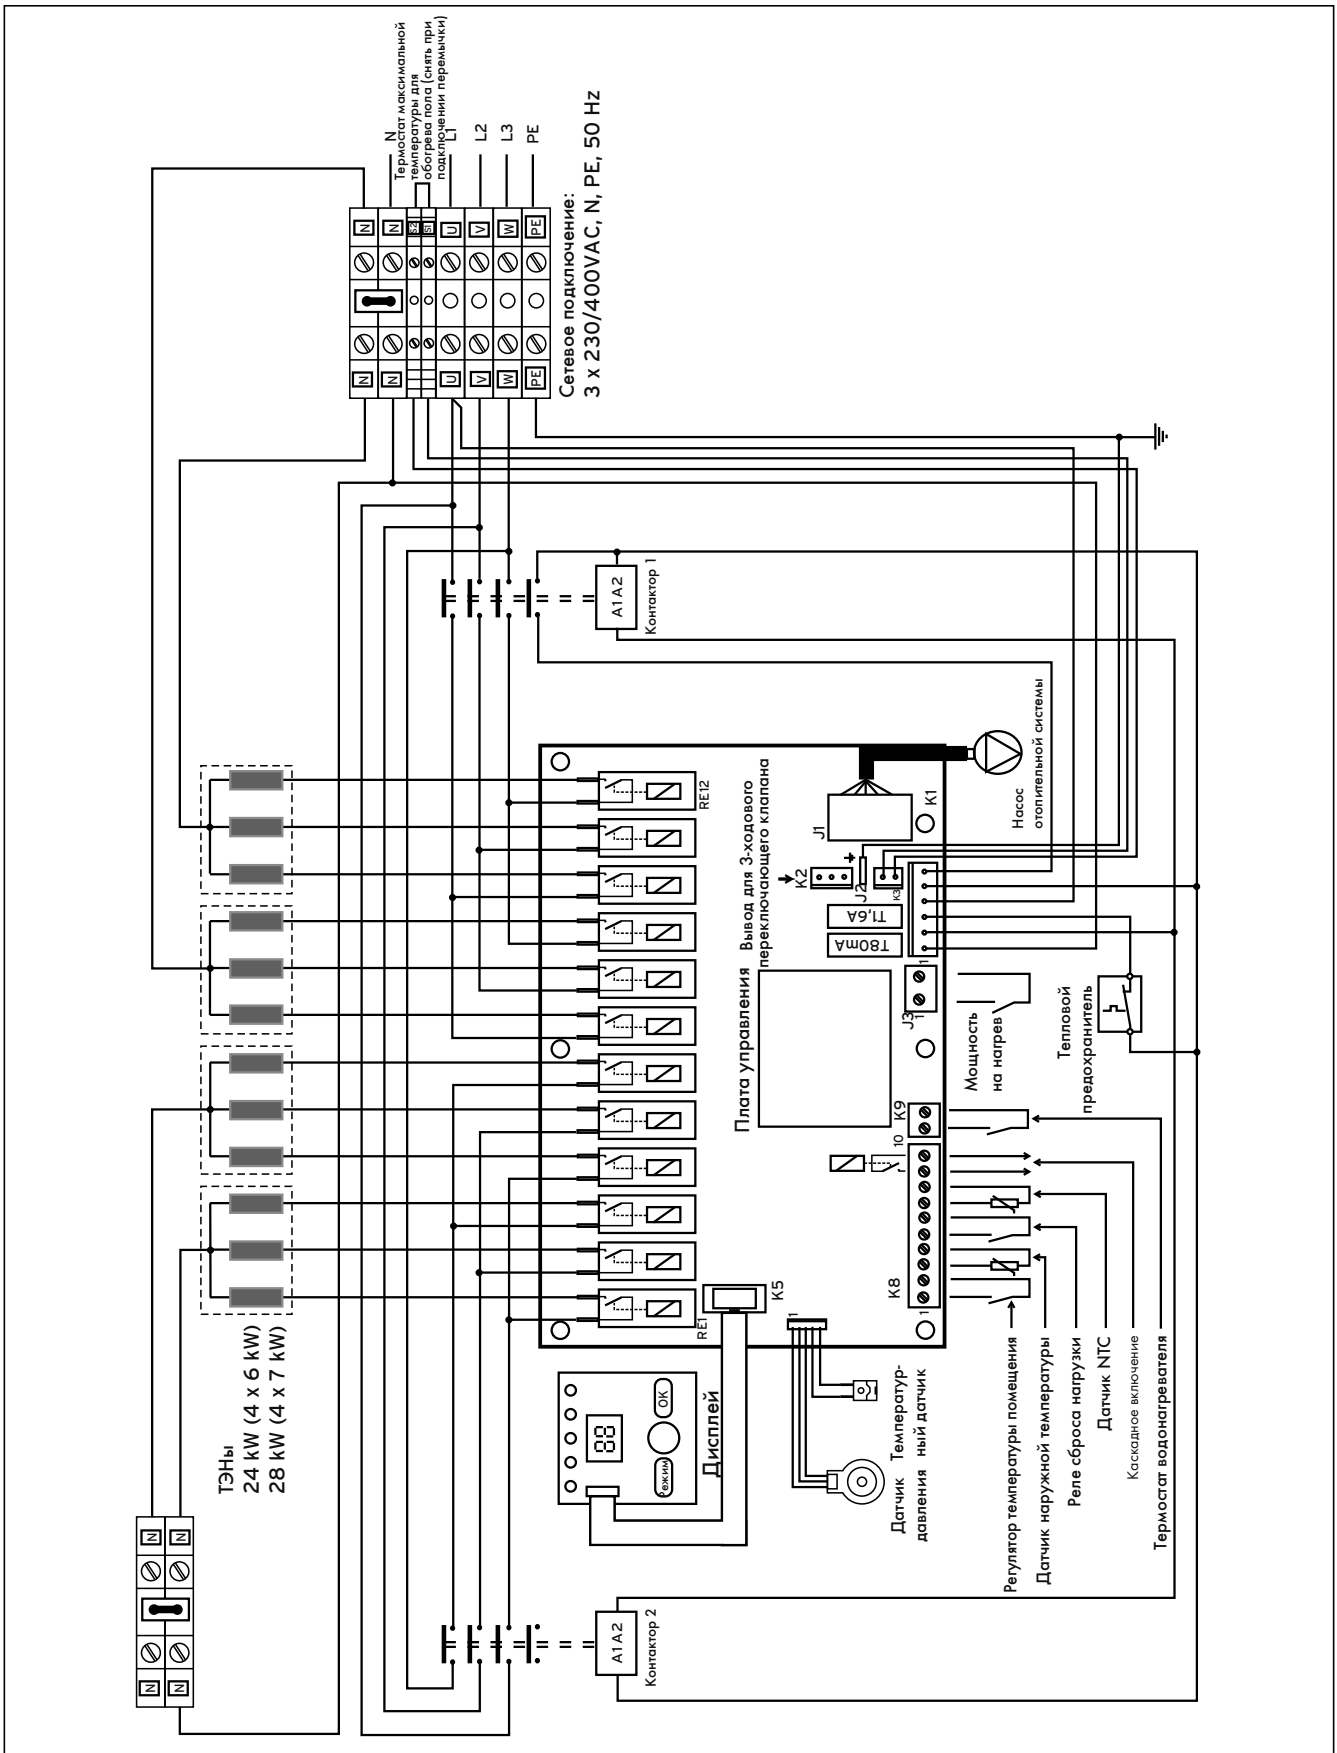 N
Термостат максимальной
температуры для
обогрева пола (снять при
подключении перемычки)
L1
L2
L3
PE
N
N
S2
S1
U
V
W
PE
N
N
U
V
W
PE
Сетевое подключение:
3 x 230/400VAC, N, PE, 50 Hz
A1 A2
Контактор 1
ТЭНы
24 kW (4 x 6 kW)
28 kW (4 x 7 kW)
N
N
N
N
RE12
RE1
Плата управления
Вывод для 3-ходового
переключающего клапана
K2
J1
K1
J2
K3
T1,6A
T80mA
J3
1
1
K9
10
K8
1
K5
1
Насос
отопительной системы
Мощность
на нагрев
Тепловой
предохранитель
88
OK
Режим
Дисплей
Датчик
давления
Температур-
ный датчик
Регулятор температуры помещения
Датчик наружной температуры
Реле сброса нагрузки
Датчик NTC
Каскадное включение
Термостат водонагревателя
A1 A2
Контактор 2